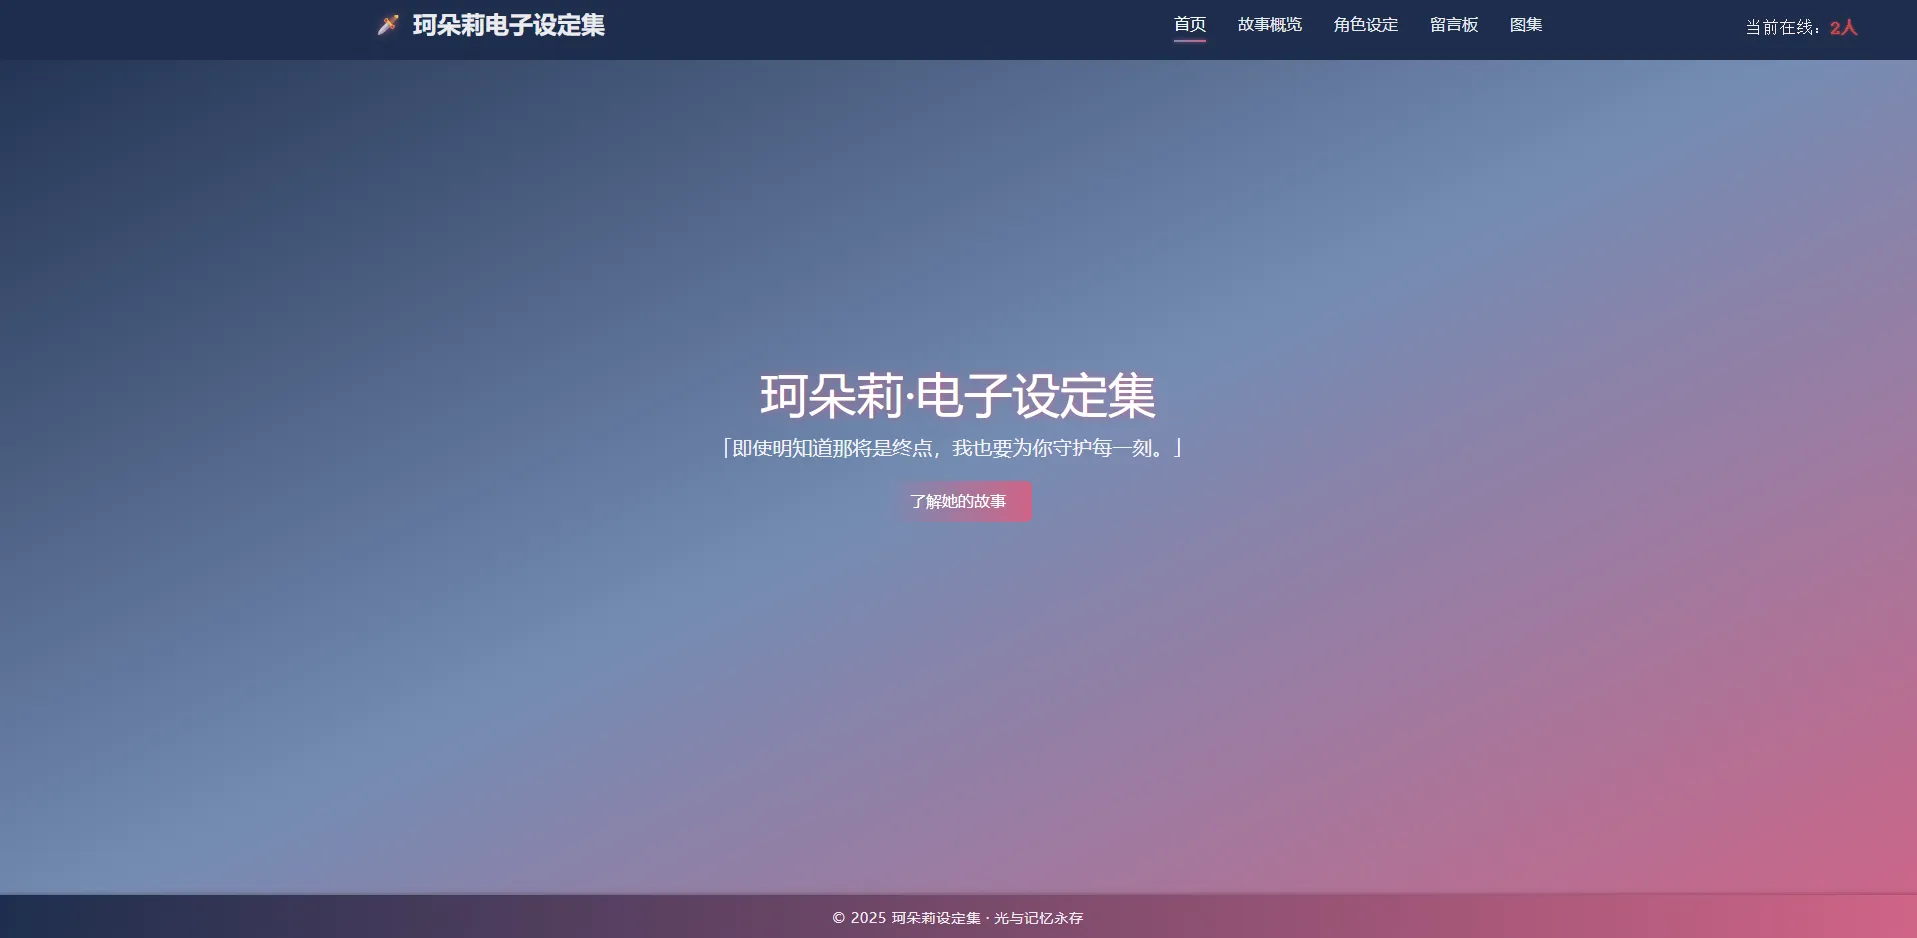 珂朵莉电子设定集
首页 故事概览 角色设定 留言板 图集
当前在线：2人
珂朵莉·电子设定集
「即使明知道那将是终点，我也要为你守护每一刻。」
了解她的故事
© 2025 珂朵莉设定集 · 光与记忆永存